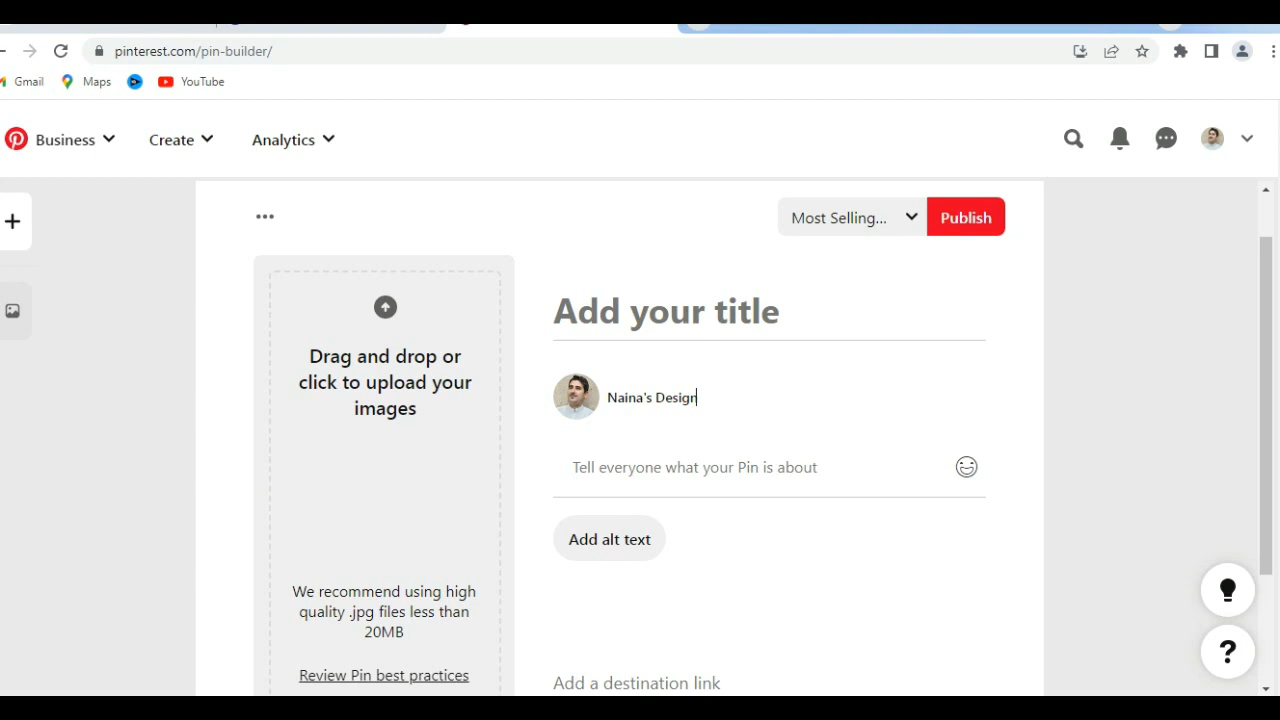 pinterest.com/pin-builder/
Gmail Maps YouTube
Business Create Analytics
Most Selling... Publish
Add your title
Drag and drop or
click to upload your
images
Naina's Design
Tell everyone what your Pin is about
Add alt text
We recommend using high
quality .jpg files less than
20MB
Review Pin best practices
Add a destination link